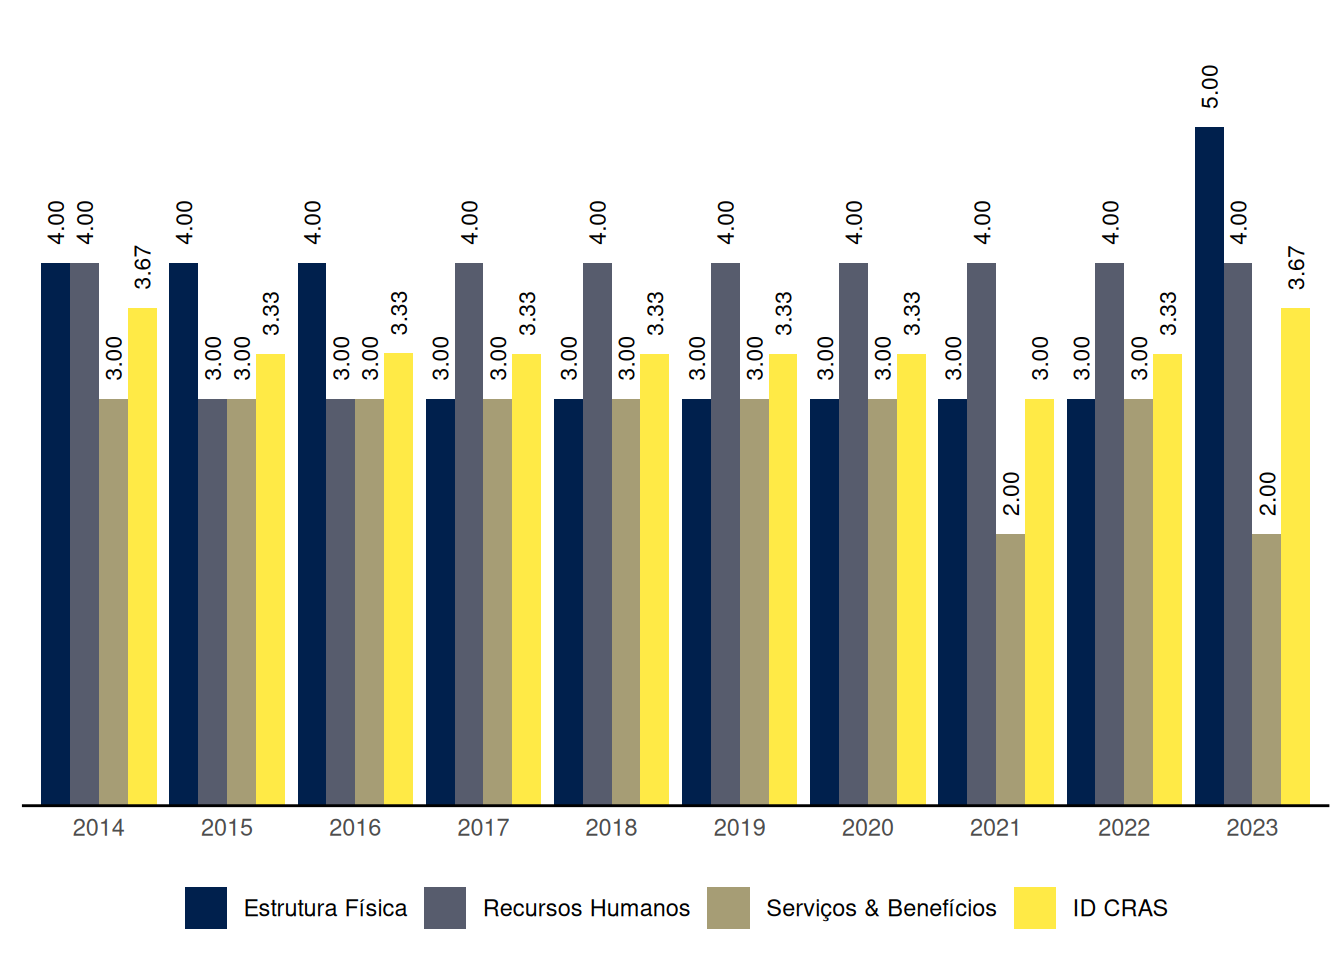 5.00
4.00 4.00 4.00 4.00 4.00 4.00 4.00 4.00 4.00 4.00 4.00
3.67 3.67
3.33 3.33 3.33 3.33 3.33 3.33 3.33
3.00 3.00 3.00 3.00 3.00 3.00 3.00 3.00 3.00 3.00 3.00 3.00 3.00 3.00 3.00 3.00 3.00
2.00 2.00
2014 2015 2016 2017 2018 2019 2020 2021 2022 2023
Estrutura Física Recursos Humanos Serviços & Benefícios ID CRAS